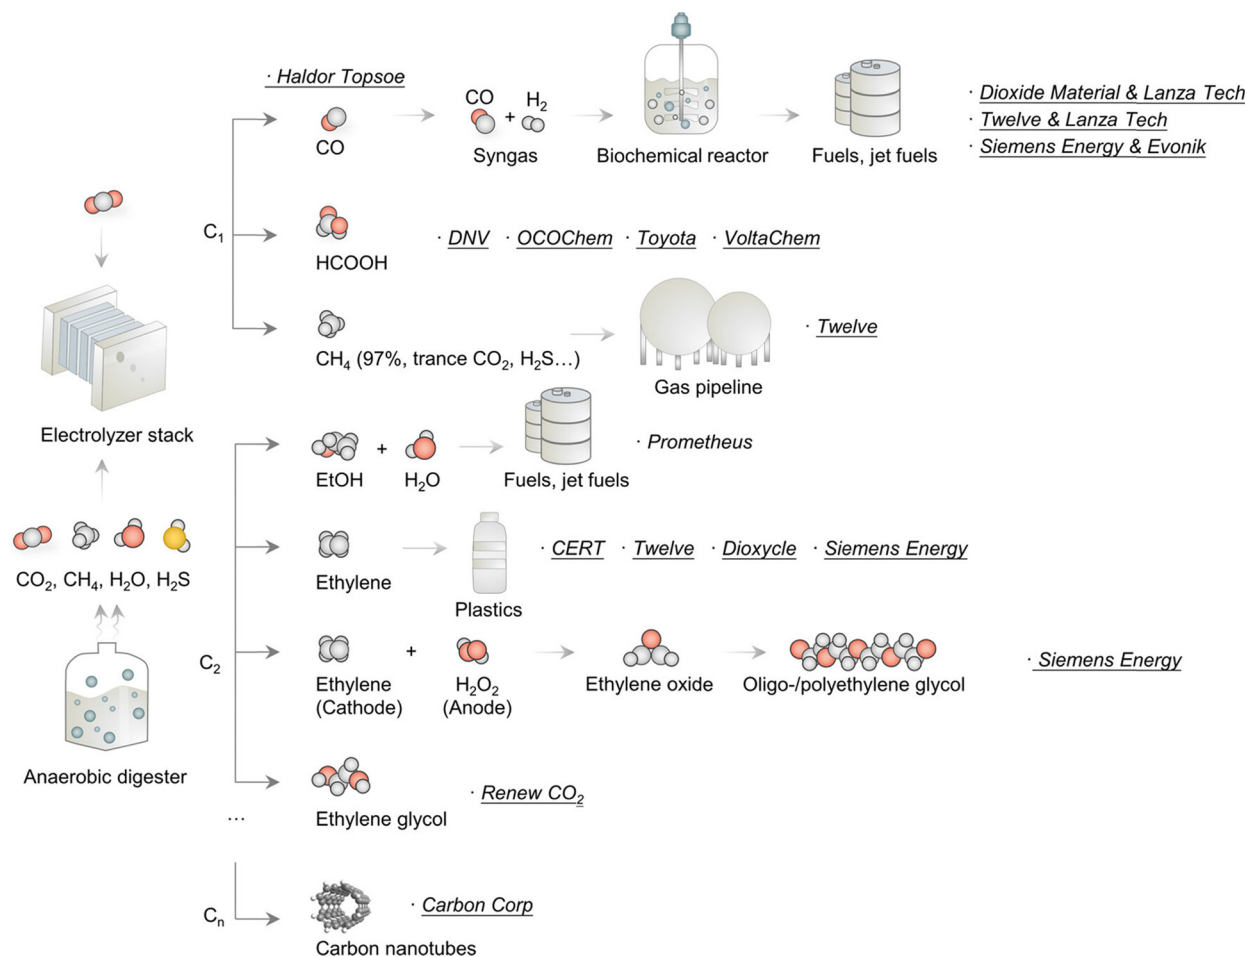 · Haldor Topsoe
CO
CO
+ H₂
Syngas
Biochemical reactor
Fuels, jet fuels
· Dioxide Material & Lanza Tech
· Twelve & Lanza Tech
· Siemens Energy & Evonik
C₁
HCOOH
· DNV · OCOChem · Toyota · VoltaChem
CH₄ (97%, trance CO₂, H₂S…)
Gas pipeline
· Twelve
Electrolyzer stack
EtOH + H₂O
Fuels, jet fuels
· Prometheus
CO₂, CH₄, H₂O, H₂S
Ethylene
Plastics
· CERT · Twelve · Dioxycle · Siemens Energy
C₂
Ethylene
(Cathode)
+
H₂O₂
(Anode)
Ethylene oxide
Oligo-/polyethylene glycol
· Siemens Energy
Anaerobic digester
Ethylene glycol
· Renew CO₂
…
Cₙ
Carbon nanotubes
· Carbon Corp